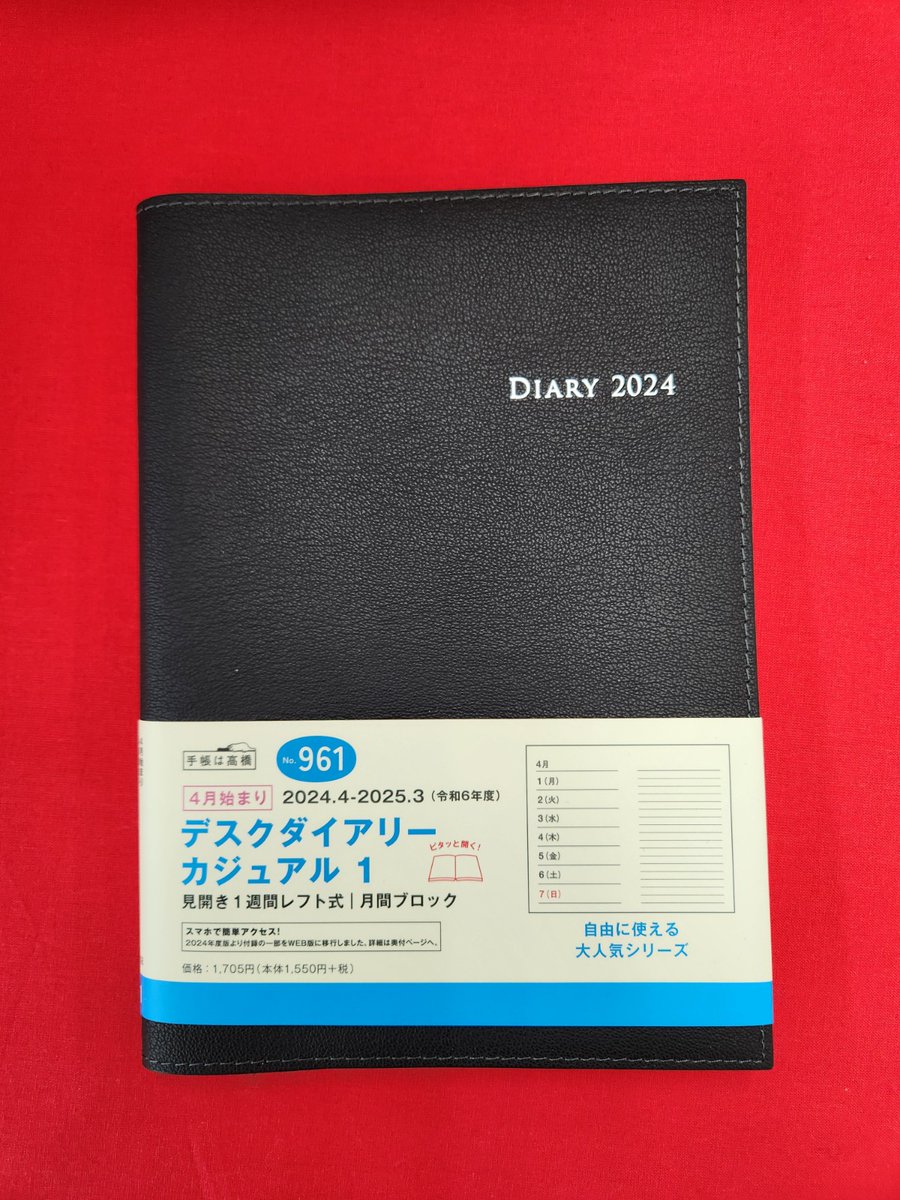 DIARY 2024
手帳は高橋
No.961
4月始まり 2024.4-2025.3（令和6年度）
デスクダイアリー
カジュアル 1
ピタッと開く！
見開き1週間レフト式｜月間ブロック
スマホで簡単アクセス！
2024年度版より付録の一部をWEB版に移行しました。詳細は奥付ページへ。
価格：1,705円（本体1,550円＋税）
4月
1（月）
2（火）
3（水）
4（木）
5（金）
6（土）
7（日）
自由に使える
大人気シリーズ